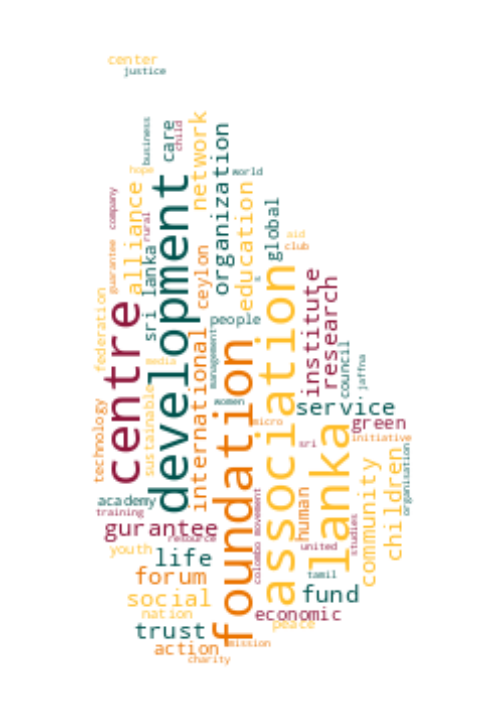 center
justice
business
care
child
network
organization
hope
world
company
alliance
rural
development
education
global
aid
club
guarantee
sri lanka
ceylon
s
federation
centre
people
association
institute
research
international
management
foundation
council
jaffna
media
sustainable
women
service
technology
micro
green
lanka
initiative
sri
children
organisation
academy
training
community
gurantee
resource
colombo
movement
human
studies
united
youth
life
tamil
forum
fund
social
nation
economic
peace
trust
action
mission
charity